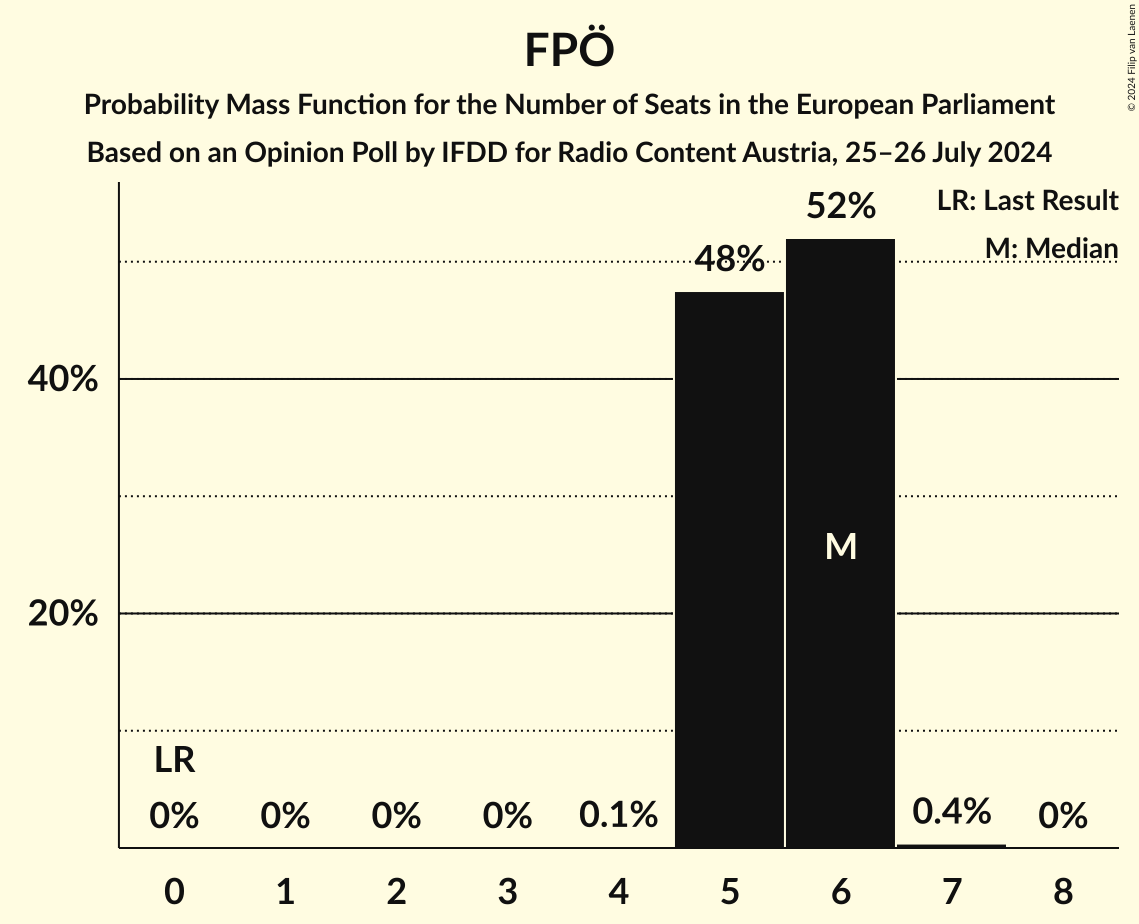 FPÖ
Probability Mass Function for the Number of Seats in the European Parliament
Based on an Opinion Poll by IFDD for Radio Content Austria, 25–26 July 2024
© 2024 Filip van Laenen
LR: Last Result
M: Median
52%
48%
40%
M
20%
LR
0% 0% 0% 0% 0.1% 0.4% 0%
0 1 2 3 4 5 6 7 8